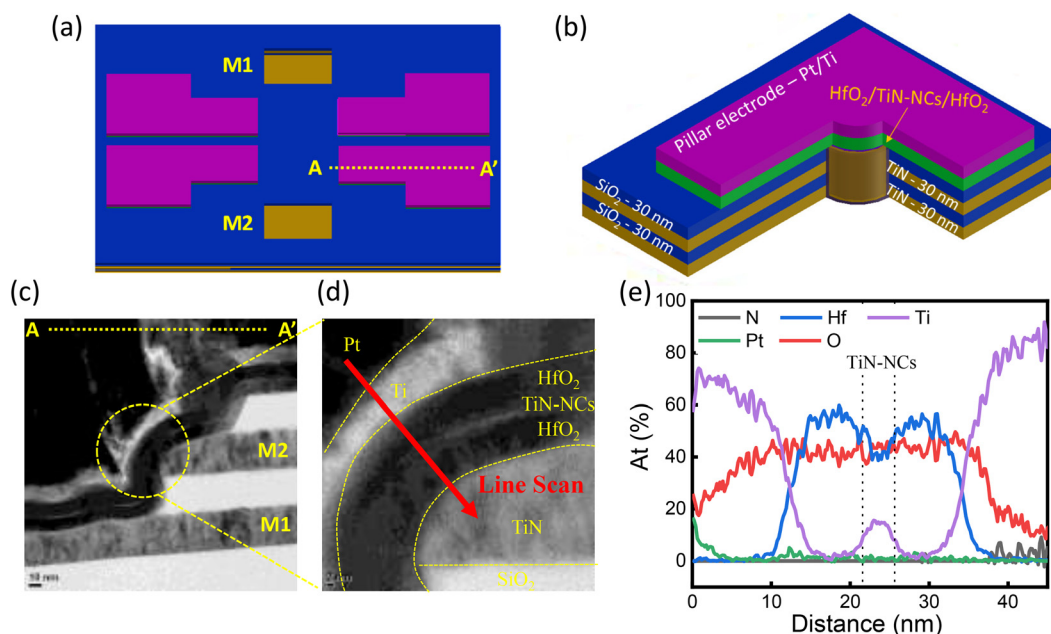 (a)
M1
A
A'
M2
(b)
Pillar electrode – Pt/Ti
HfO₂/TiN-NCs/HfO₂
SiO₂ - 30 nm
SiO₂ - 30 nm
TiN - 30 nm
TiN - 30 nm
(c)
A
A'
M2
M1
10 nm
(d)
Pt
Ti
HfO₂
TiN-NCs
HfO₂
Line Scan
TiN
SiO₂
(e)
N
Hf
Ti
Pt
O
TiN-NCs
At (%)
100
80
60
40
20
0
0
10
20
30
40
Distance (nm)